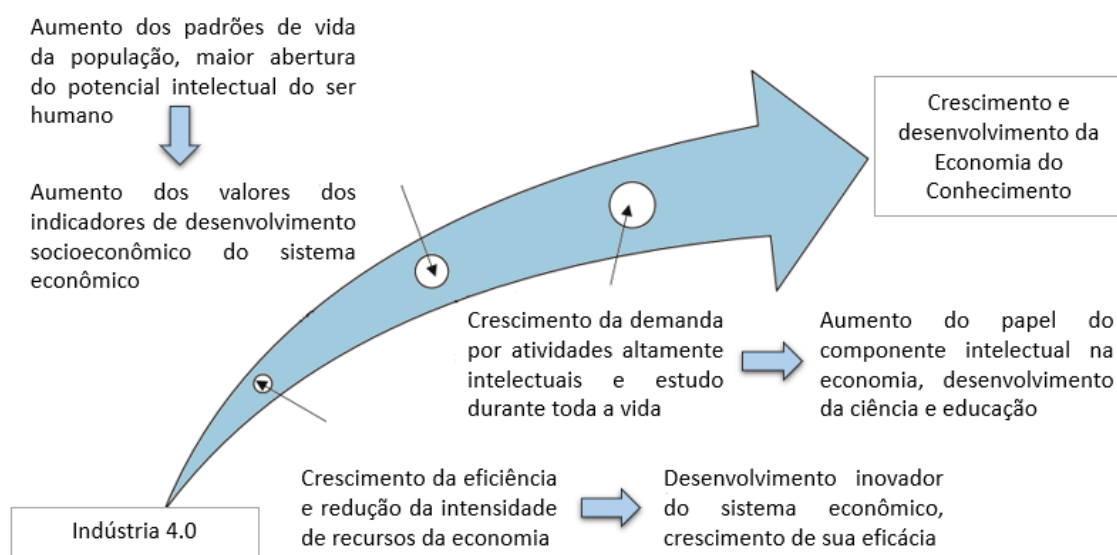 Aumento dos padrões de vida
da população, maior abertura
do potencial intelectual do ser
humano
Aumento dos valores dos
indicadores de desenvolvimento
socioeconômico do sistema
econômico
Crescimento e
desenvolvimento da
Economia do
Conhecimento
Crescimento da demanda
por atividades altamente
intelectuais e estudo
durante toda a vida
Aumento do papel do
componente intelectual na
economia, desenvolvimento
da ciência e educação
Crescimento da eficiência
e redução da intensidade
de recursos da economia
Desenvolvimento inovador
do sistema econômico,
crescimento de sua eficácia
Indústria 4.0